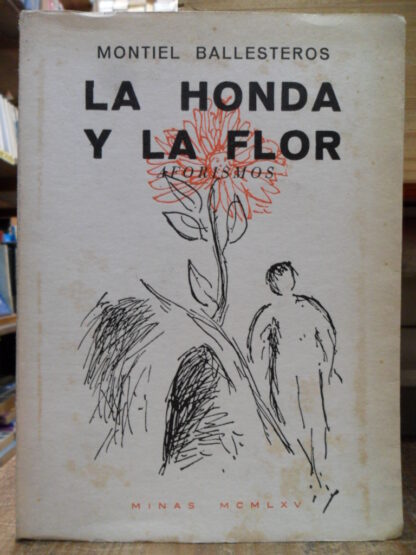 MONTIEL BALLESTEROS
LA HONDA
Y LA FLOR
AFORISMOS
MINAS MCMLXV